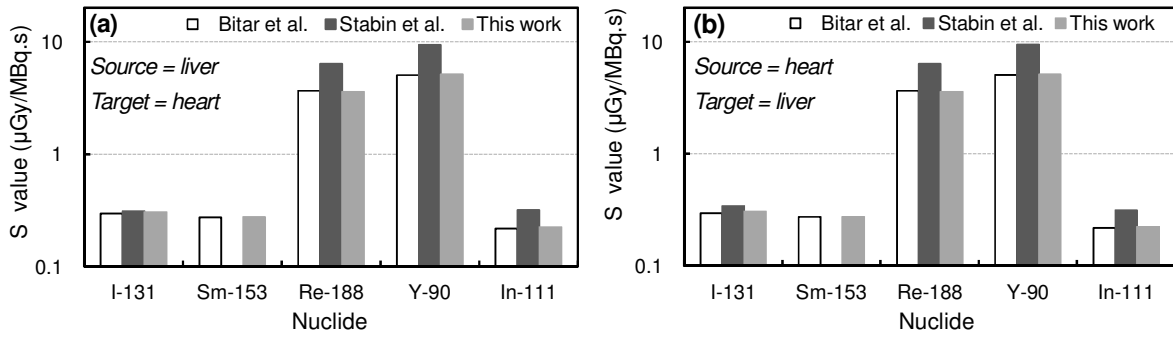 (a) Bitar et al. Stabin et al. This work
10
Source = liver
Target = heart
1
0.1
S value (µGy/MBq.s)
I-131 Sm-153 Re-188 Y-90 In-111
Nuclide
(b) Bitar et al. Stabin et al. This work
10
Source = heart
Target = liver
1
0.1
S value (µGy/MBq.s)
I-131 Sm-153 Re-188 Y-90 In-111
Nuclide